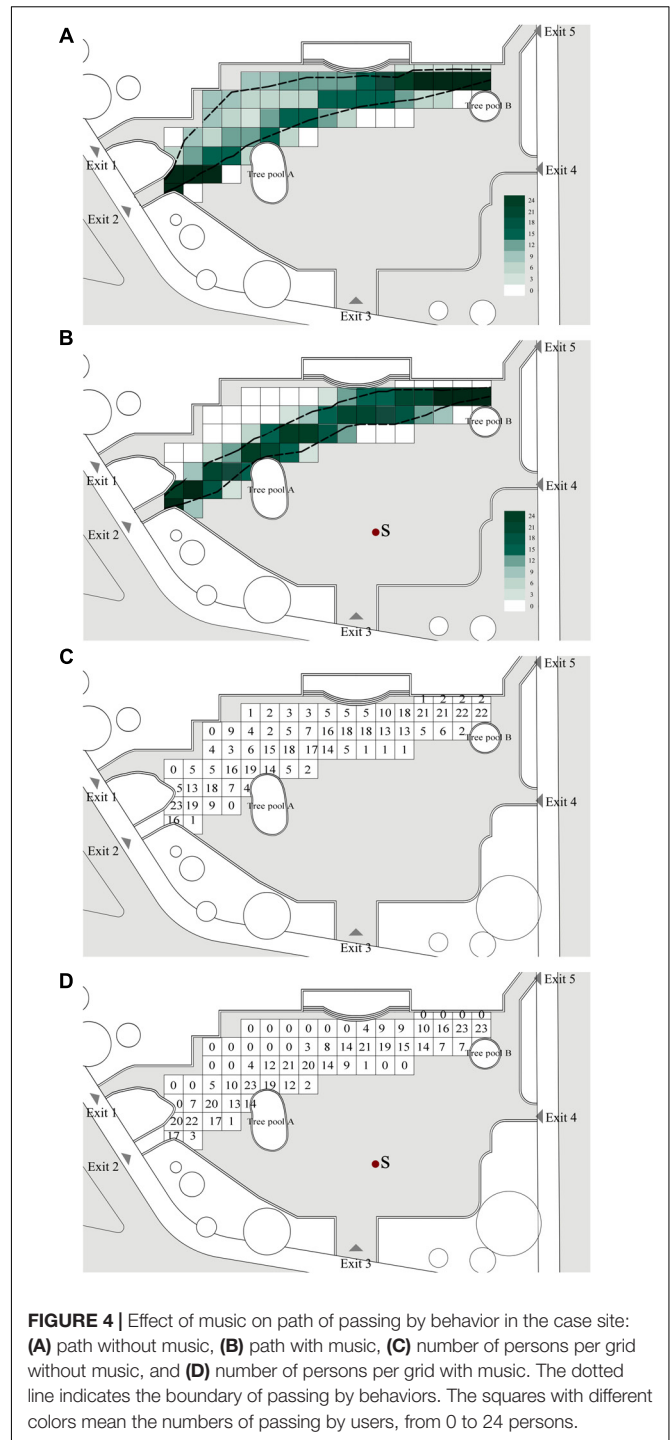 A
Exit 5
Tree pool B
Exit 1
Tree pool A
Exit 4
Exit 2
24
21
18
15
12
9
6
3
0
Exit 3
B
Exit 5
Tree pool B
Exit 1
Tree pool A
Exit 4
Exit 2
S
24
21
18
15
12
9
6
3
0
Exit 3
C
Exit 5
1 2 2 2
1 2 3 3 5 5 5 10 18 21 21 22 22
0 9 4 2 5 7 16 18 18 13 13 5 6 2 Tree pool B
4 3 6 15 18 17 14 5 1 1 1
0 5 5 16 19 14 5 2
5 13 18 7 4
Exit 1
Tree pool A
Exit 4
23 19 9 0
16 1
Exit 2
Exit 3
D
Exit 5
0 0 0 0
0 0 0 0 0 0 4 9 9 10 16 23 23
0 0 0 0 3 8 14 21 19 15 14 7 7 Tree pool B
0 0 4 12 21 20 14 9 1 0 0
0 0 5 10 23 19 12 2
0 7 20 13 14
Exit 1
Tree pool A
Exit 4
20 22 17 1
17 3
Exit 2
S
Exit 3
FIGURE 4 | Effect of music on path of passing by behavior in the case site:
(A) path without music, (B) path with music, (C) number of persons per grid
without music, and (D) number of persons per grid with music. The dotted
line indicates the boundary of passing by behaviors. The squares with different
colors mean the numbers of passing by users, from 0 to 24 persons.